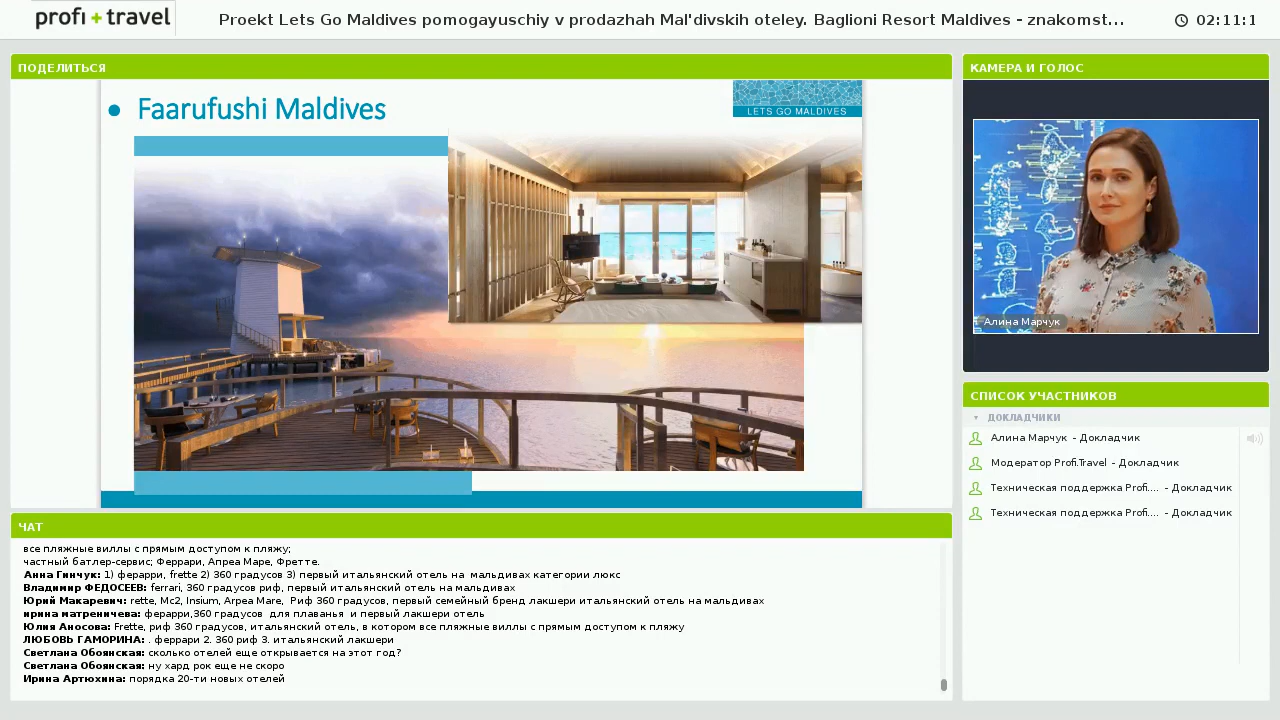 profi + travel
Proekt Lets Go Maldives pomogayuschiy v prodazhah Mal'divskih oteley. Baglioni Resort Maldives - znakomst...
02:11:1
ПОДЕЛИТЬСЯ
КАМЕРА И ГОЛОС
• Faarufushi Maldives
LETS GO MALDIVES
Алина Марчук
СПИСОК УЧАСТНИКОВ
ДОКЛАДЧИКИ
Алина Марчук - Докладчик
Модератор Profi.Travel - Докладчик
Техническая поддержка Profi.... - Докладчик
Техническая поддержка Profi.... - Докладчик
ЧАТ
все пляжные виллы с прямым доступом к пляжу;
частный батлер-сервис; Феррари, Апреа Маре, Фретте.
Анна Гинчук: 1) ферарри, frette 2) 360 градусов 3) первый итальянский отель на мальдивах категории люкс
Владимир ФЕДОСЕЕВ: ferrari, 360 градусов риф, первый итальянский отель на мальдивах
Юрий Макаревич: rette, Mc2, Insium, Arpea Mare, Риф 360 градусов, первый семейный бренд лакшери итальянский отель на мальдивах
ирина матреничева: ферарри,360 градусов для плаванья и первый лакшери отель
Юлия Аносова: Frette, риф 360 градусов, итальянский отель, в котором все пляжные виллы с прямым доступом к пляжу
ЛЮБОВЬ ГАМОРИНА: . феррари 2. 360 риф 3. итальянский лакшери
Светлана Обоянская: сколько отелей еще открывается на этот год?
Светлана Обоянская: ну хард рок еще не скоро
Ирина Артюхина: порядка 20-ти новых отелей